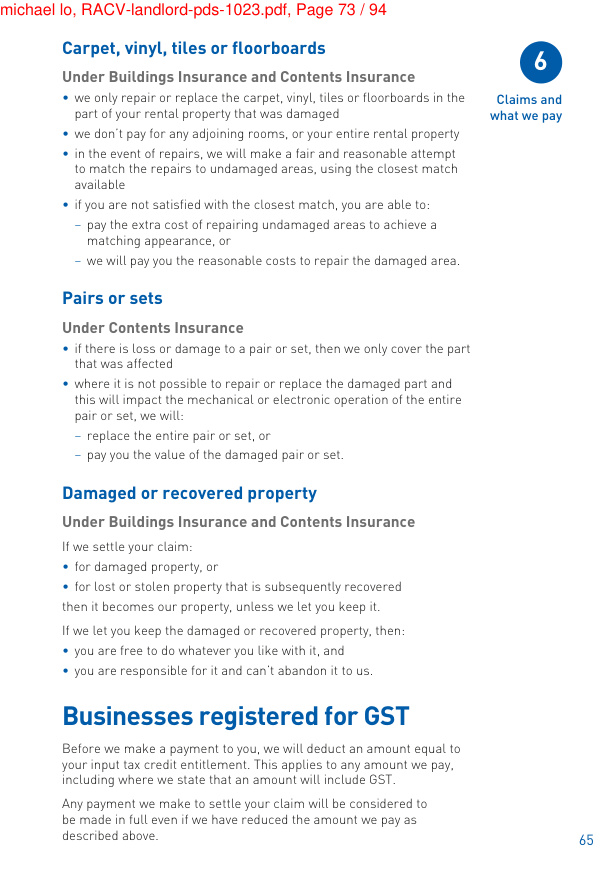 michael lo, RACV-landlord-pds-1023.pdf, Page 73 / 94
Carpet, vinyl, tiles or floorboards
Under Buildings Insurance and Contents Insurance
• we only repair or replace the carpet, vinyl, tiles or floorboards in the
part of your rental property that was damaged
• we don't pay for any adjoining rooms, or your entire rental property
• in the event of repairs, we will make a fair and reasonable attempt
to match the repairs to undamaged areas, using the closest match
available
• if you are not satisfied with the closest match, you are able to:
– pay the extra cost of repairing undamaged areas to achieve a
matching appearance, or
– we will pay you the reasonable costs to repair the damaged area.
Pairs or sets
Under Contents Insurance
• if there is loss or damage to a pair or set, then we only cover the part
that was affected
• where it is not possible to repair or replace the damaged part and
this will impact the mechanical or electronic operation of the entire
pair or set, we will:
– replace the entire pair or set, or
– pay you the value of the damaged pair or set.
Damaged or recovered property
Under Buildings Insurance and Contents Insurance
If we settle your claim:
• for damaged property, or
• for lost or stolen property that is subsequently recovered
then it becomes our property, unless we let you keep it.
If we let you keep the damaged or recovered property, then:
• you are free to do whatever you like with it, and
• you are responsible for it and can't abandon it to us.
Businesses registered for GST
Before we make a payment to you, we will deduct an amount equal to
your input tax credit entitlement. This applies to any amount we pay,
including where we state that an amount will include GST.
Any payment we make to settle your claim will be considered to
be made in full even if we have reduced the amount we pay as
described above.
6
Claims and
what we pay
65